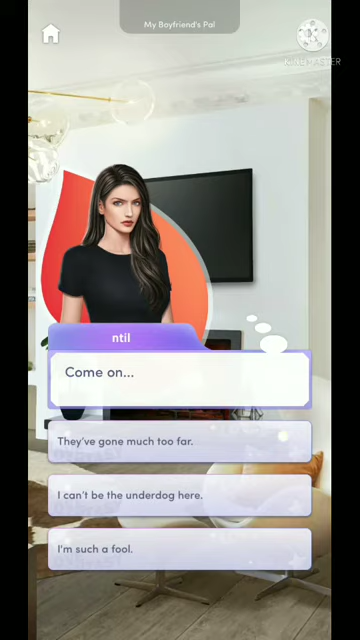 My Boyfriend's Pal
ntil
Come on...
They've gone much too far.
I can't be the underdog here.
I'm such a fool.